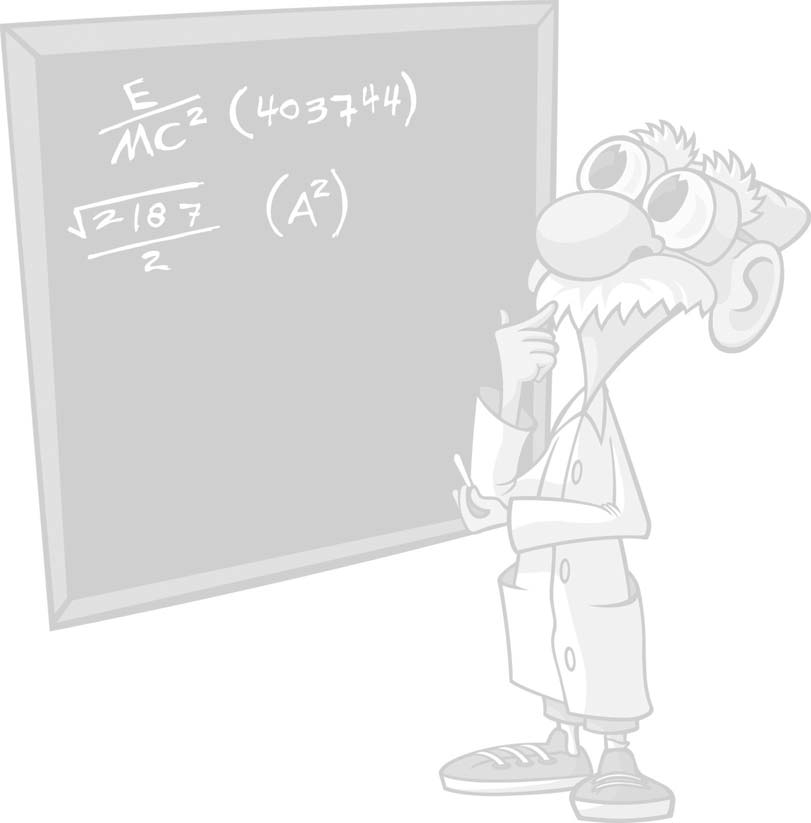 E/MC² (4037⁴⁴)
√2187/2 (A²)